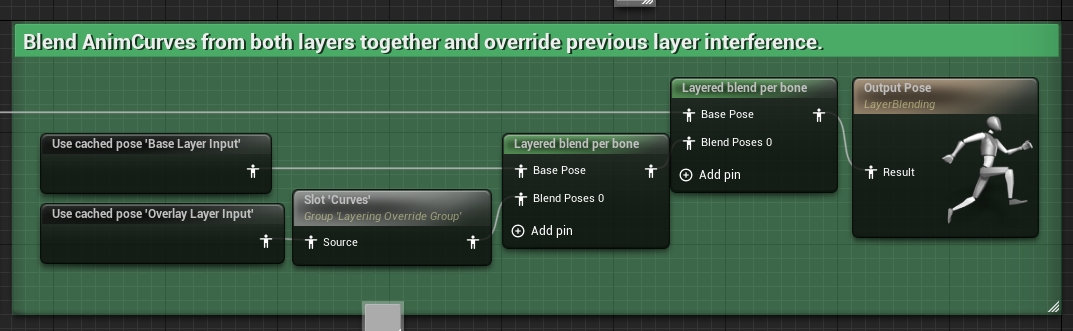 Blend AnimCurves from both layers together and override previous layer interference.
Layered blend per bone
Base Pose
Blend Poses 0
Add pin
Output Pose
LayerBlending
Result
Use cached pose 'Base Layer Input'
Layered blend per bone
Base Pose
Blend Poses 0
Add pin
Slot 'Curves'
Group 'Layering Override Group'
Source
Use cached pose 'Overlay Layer Input'